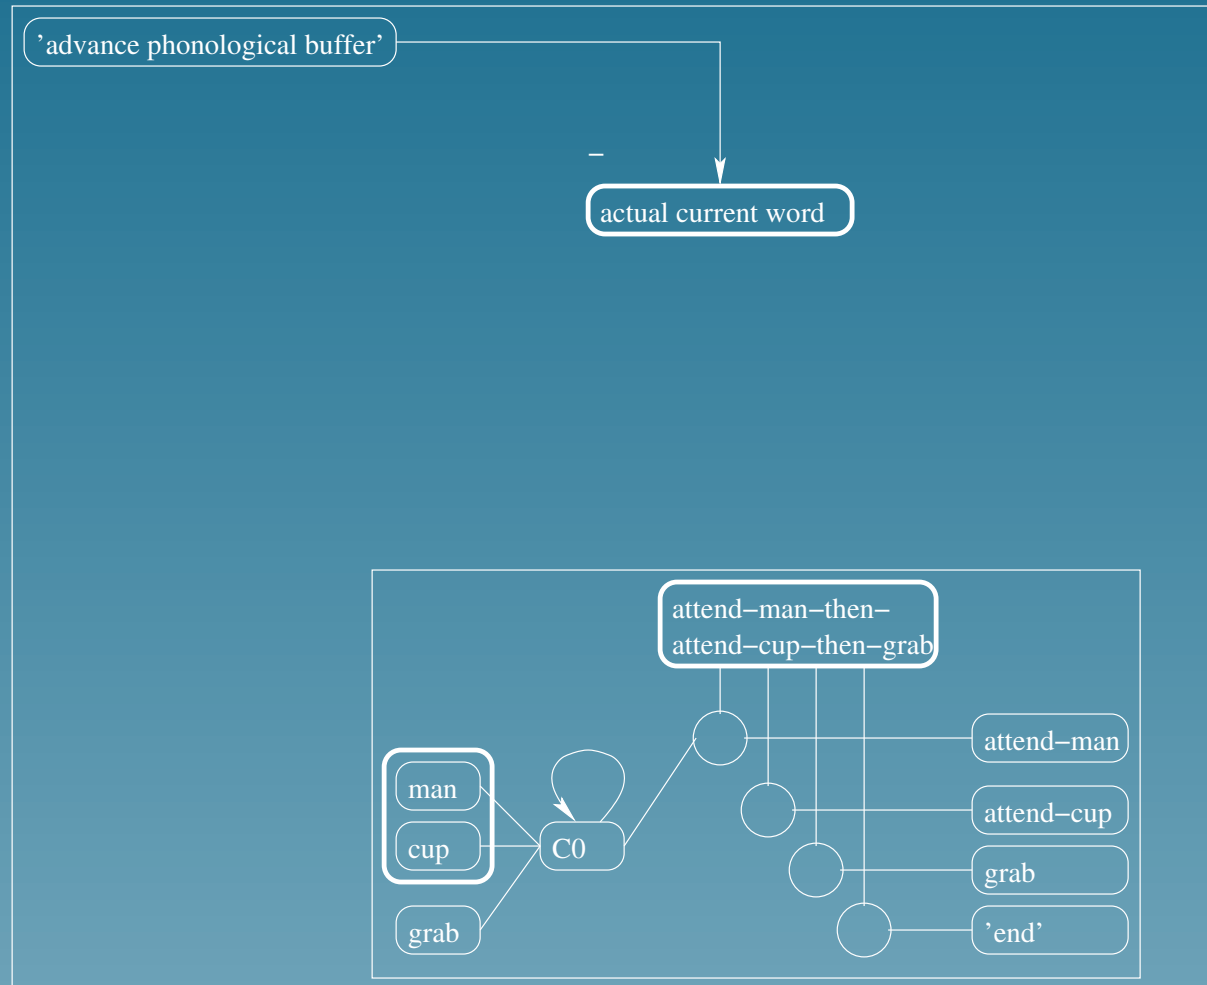 ’advance phonological buffer’
–
actual current word
attend–man–then–
attend–cup–then–grab
attend–man
man
attend–cup
cup
C0
grab
grab
’end’